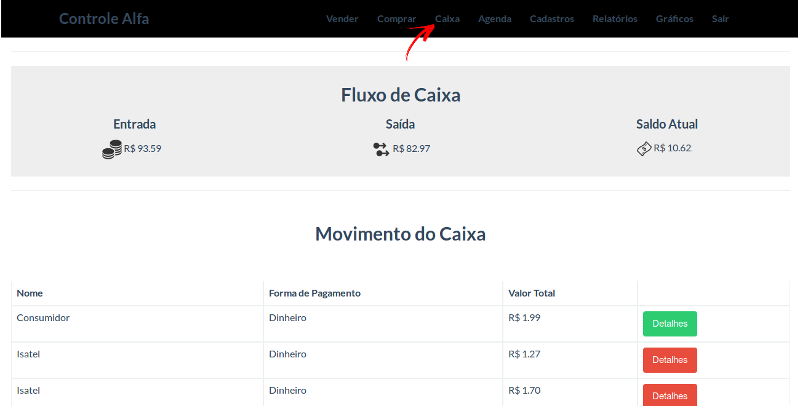 Controle Alfa Vender Comprar Caixa Agenda Cadastros Relatórios Gráficos Sair
Fluxo de Caixa
Entrada Saída Saldo Atual
R$ 93.59 R$ 82.97 R$ 10.62
Movimento do Caixa
Nome Forma de Pagamento Valor Total
Consumidor Dinheiro R$ 1.99 Detalhes
Isatel Dinheiro R$ 1.27 Detalhes
Isatel Dinheiro R$ 1.70 Detalhes